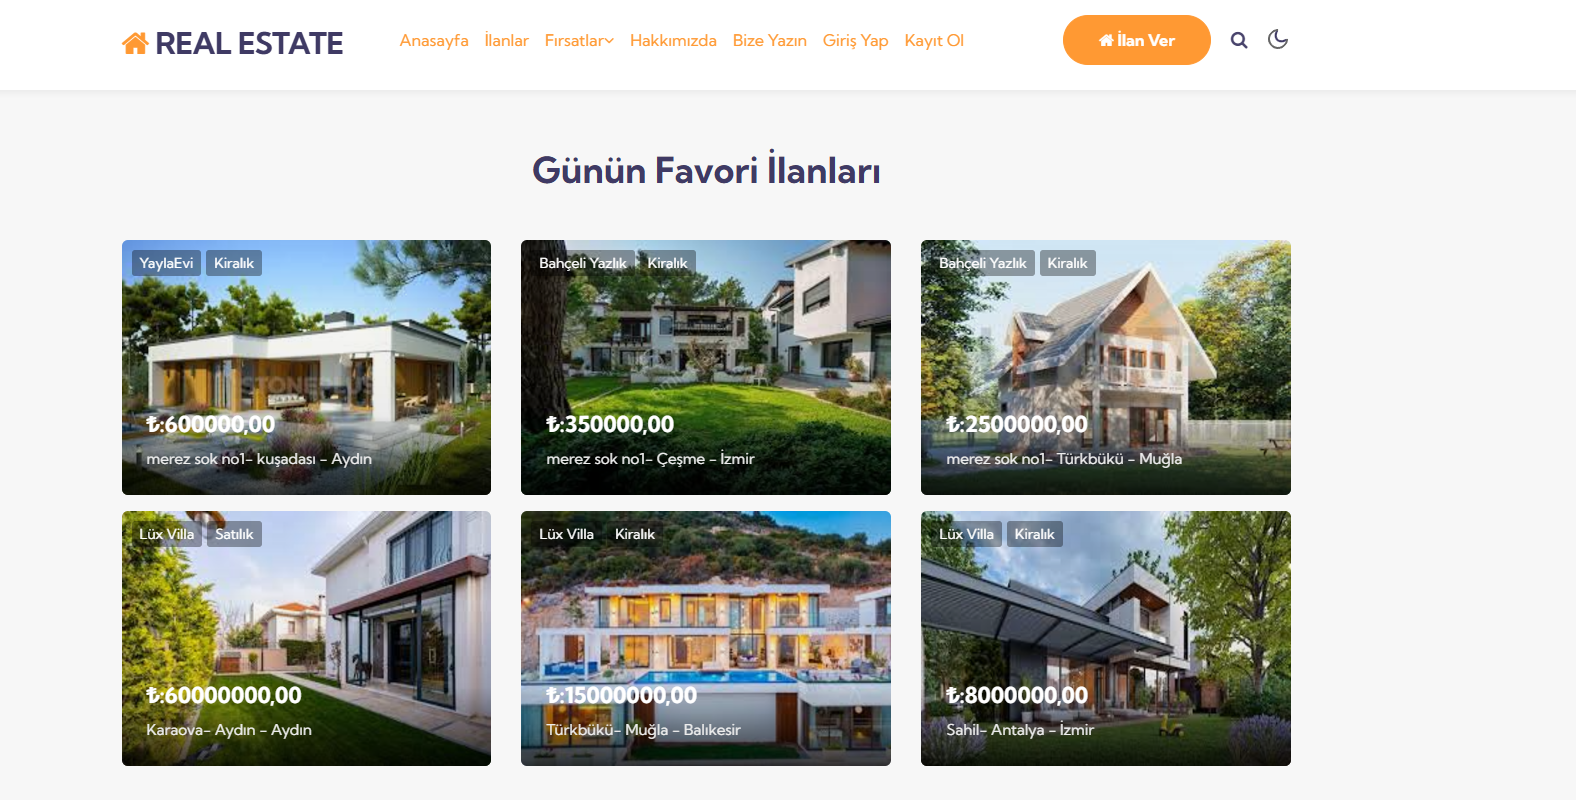 REAL ESTATE
Anasayfa İlanlar Fırsatlar Hakkımızda Bize Yazın Giriş Yap Kayıt Ol
İlan Ver
Günün Favori İlanları
YaylaEvi Kiralık
₺:600000,00
merez sok no1- kuşadası - Aydın
Bahçeli Yazlık Kiralık
₺:350000,00
merez sok no1- Çeşme - İzmir
Bahçeli Yazlık Kiralık
₺:2500000,00
merez sok no1- Türkbükü - Muğla
Lüx Villa Satılık
₺:60000000,00
Karaova- Aydın - Aydın
Lüx Villa Kiralık
₺:15000000,00
Türkbükü- Muğla - Balıkesir
Lüx Villa Kiralık
₺:8000000,00
Sahil- Antalya - İzmir